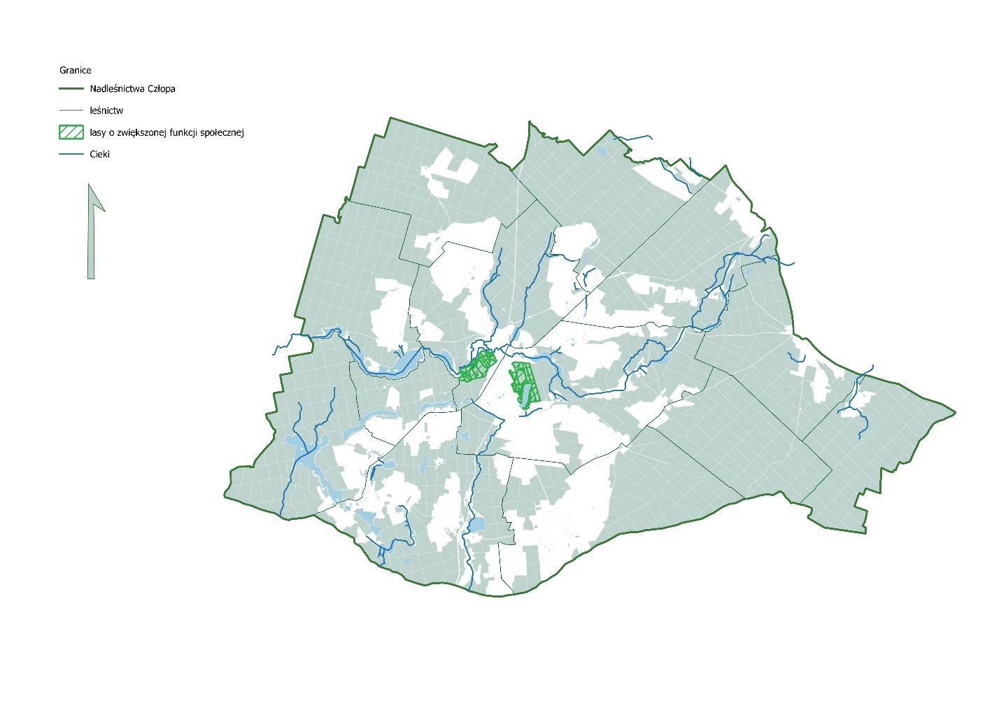 Granice
Nadleśnictwa Człopa
leśnictw
lasy o zwiększonej funkcji społecznej
Cieki